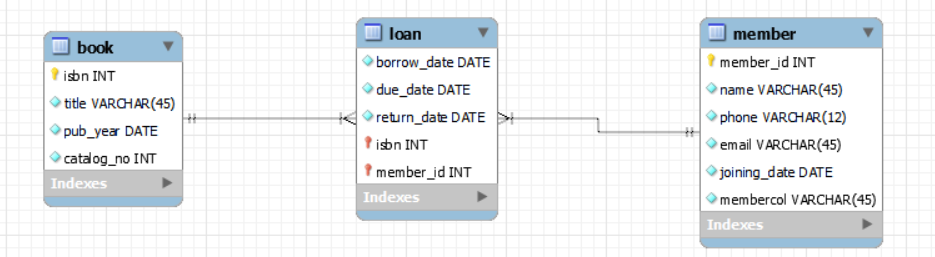 book
isbn INT
title VARCHAR(45)
pub_year DATE
catalog_no INT
Indexes
loan
borrow_date DATE
due_date DATE
return_date DATE
isbn INT
member_id INT
Indexes
member
member_id INT
name VARCHAR(45)
phone VARCHAR(12)
email VARCHAR(45)
joining_date DATE
membercol VARCHAR(45)
Indexes